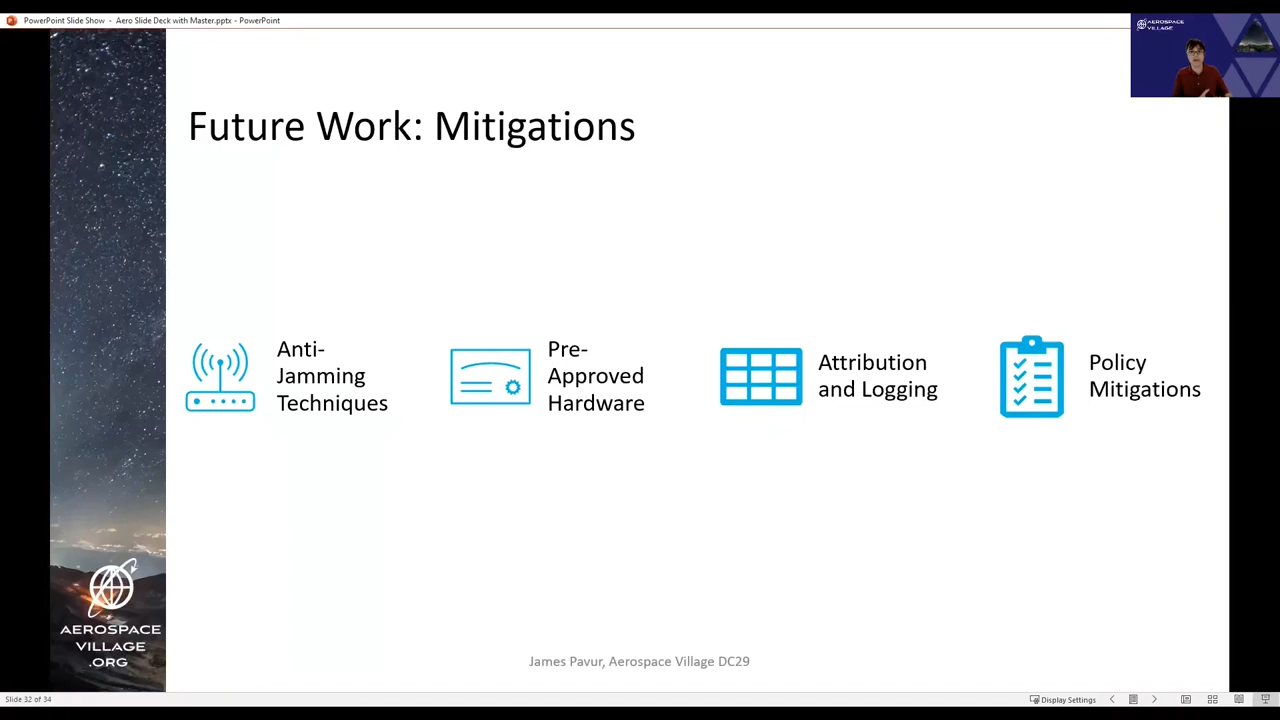 PowerPoint Slide Show - Aero Slide Deck with Master.pptx - PowerPoint
AEROSPACE
VILLAGE
Future Work: Mitigations
Anti-
Jamming
Techniques
Pre-
Approved
Hardware
Attribution
and Logging
Policy
Mitigations
AEROSPACE
VILLAGE
.ORG
James Pavur, Aerospace Village DC29
Slide 32 of 34
Display Settings